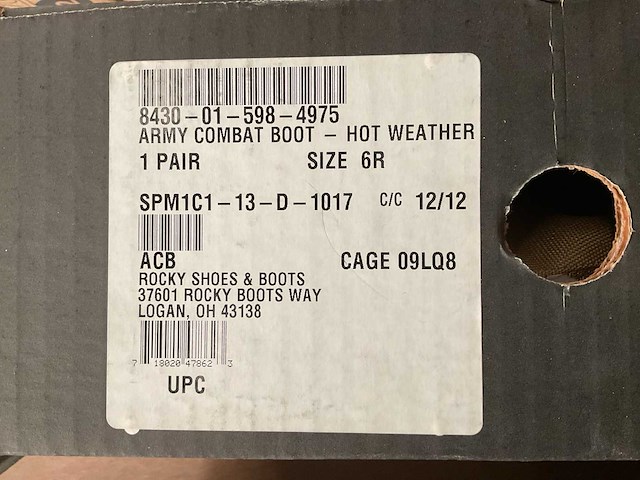 8430-01-598-4975
ARMY COMBAT BOOT - HOT WEATHER
1 PAIR SIZE 6R
SPM1C1-13-D-1017 C/C 12/12
ACB CAGE 09LQ8
ROCKY SHOES & BOOTS
37601 ROCKY BOOTS WAY
LOGAN, OH 43138
7 18020 47862 3
UPC